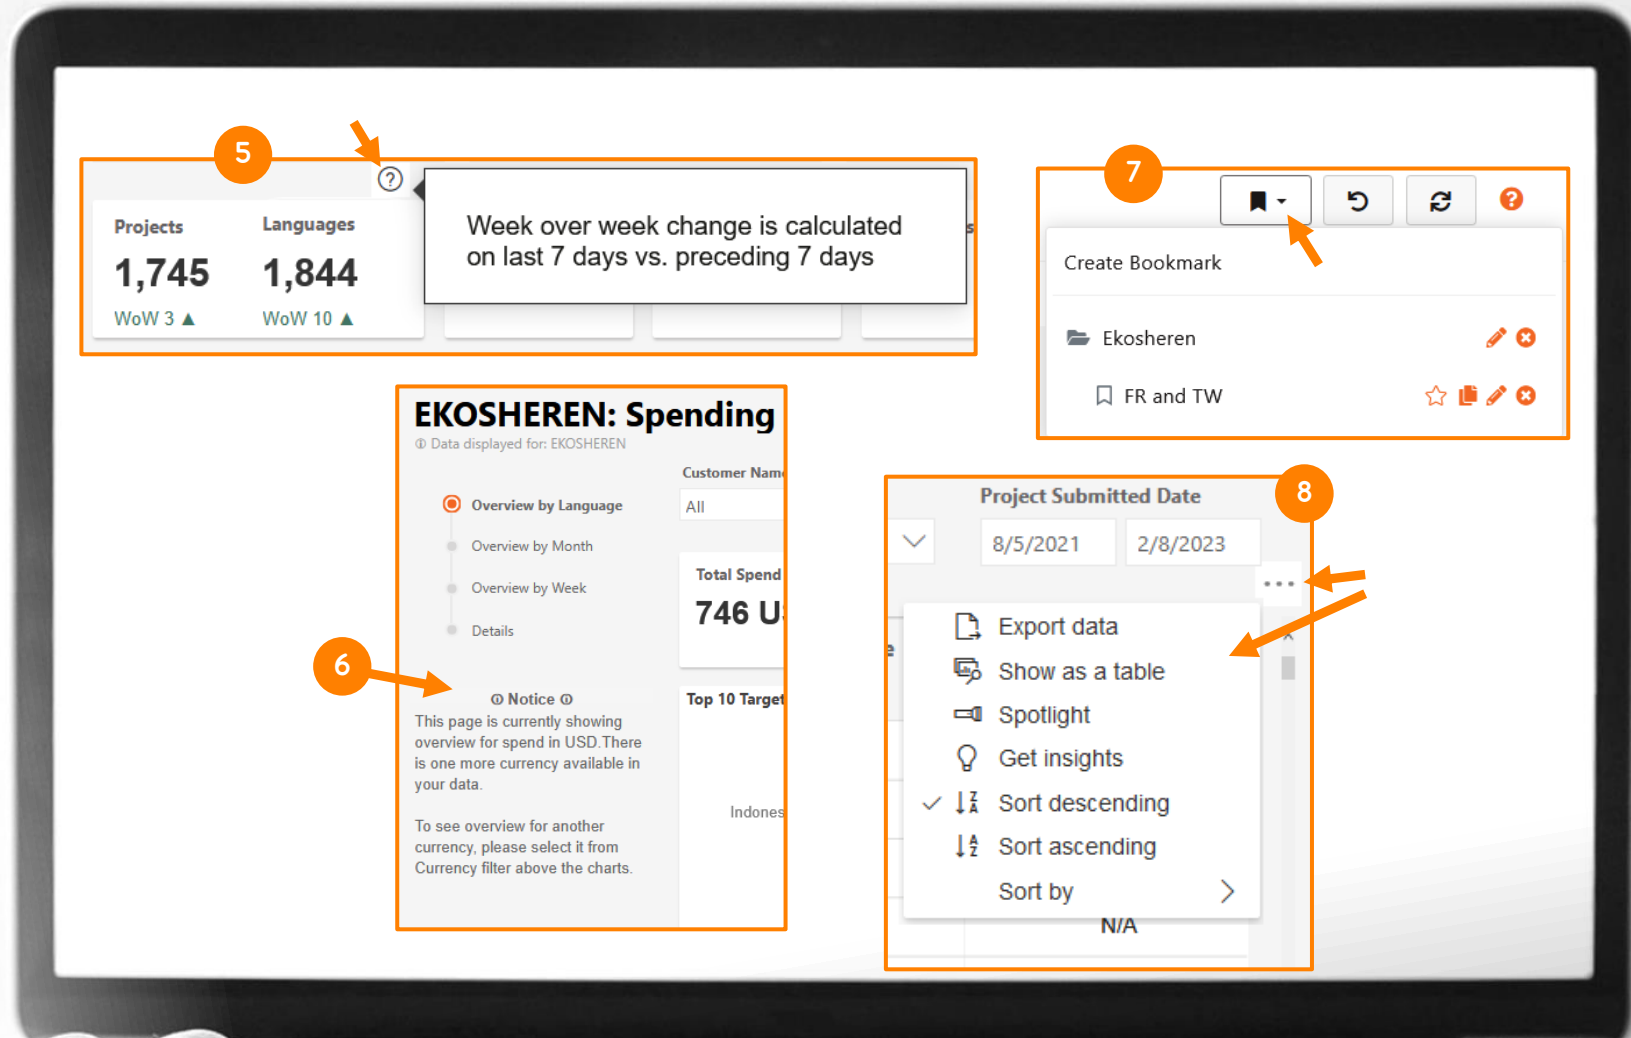 5
?
Projects
Languages
1,745
1,844
WoW 3 ▲
WoW 10 ▲
Week over week change is calculated
on last 7 days vs. preceding 7 days
s
7
?
Create Bookmark
Ekosheren
FR and TW
EKOSHEREN: Spending
Data displayed for: EKOSHEREN
Overview by Language
Overview by Month
Overview by Week
Details
Customer Name
All
Total Spend
746 US
6
Notice
This page is currently showing
overview for spend in USD.There
is one more currency available in
your data.
To see overview for another
currency, please select it from
Currency filter above the charts.
Top 10 Target
Indones
8
Project Submitted Date
8/5/2021
2/8/2023
...
e
Export data
Show as a table
Spotlight
Get insights
Sort descending
Sort ascending
Sort by
N/A